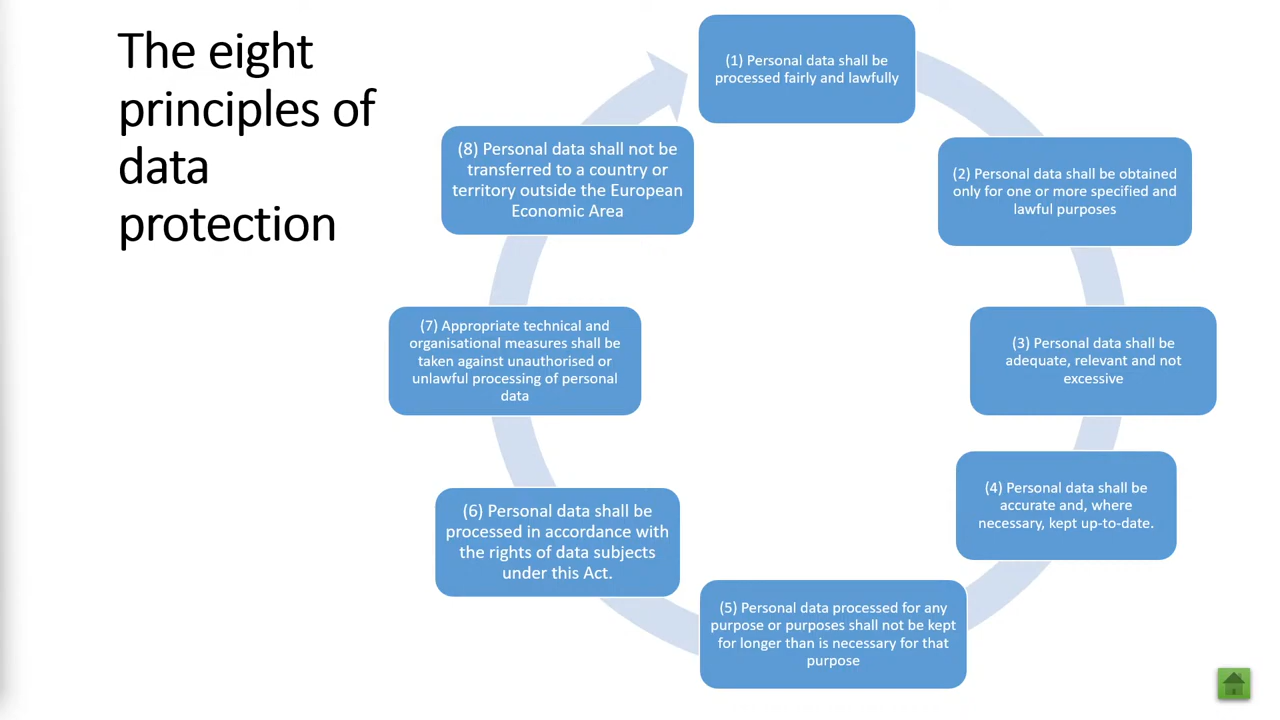 The eight
principles of
data
protection
(1) Personal data shall be
processed fairly and lawfully
(2) Personal data shall be obtained
only for one or more specified and
lawful purposes
(3) Personal data shall be
adequate, relevant and not
excessive
(4) Personal data shall be
accurate and, where
necessary, kept up-to-date.
(5) Personal data processed for any
purpose or purposes shall not be kept
for longer than is necessary for that
purpose
(6) Personal data shall be
processed in accordance with
the rights of data subjects
under this Act.
(7) Appropriate technical and
organisational measures shall be
taken against unauthorised or
unlawful processing of personal
data
(8) Personal data shall not be
transferred to a country or
territory outside the European
Economic Area